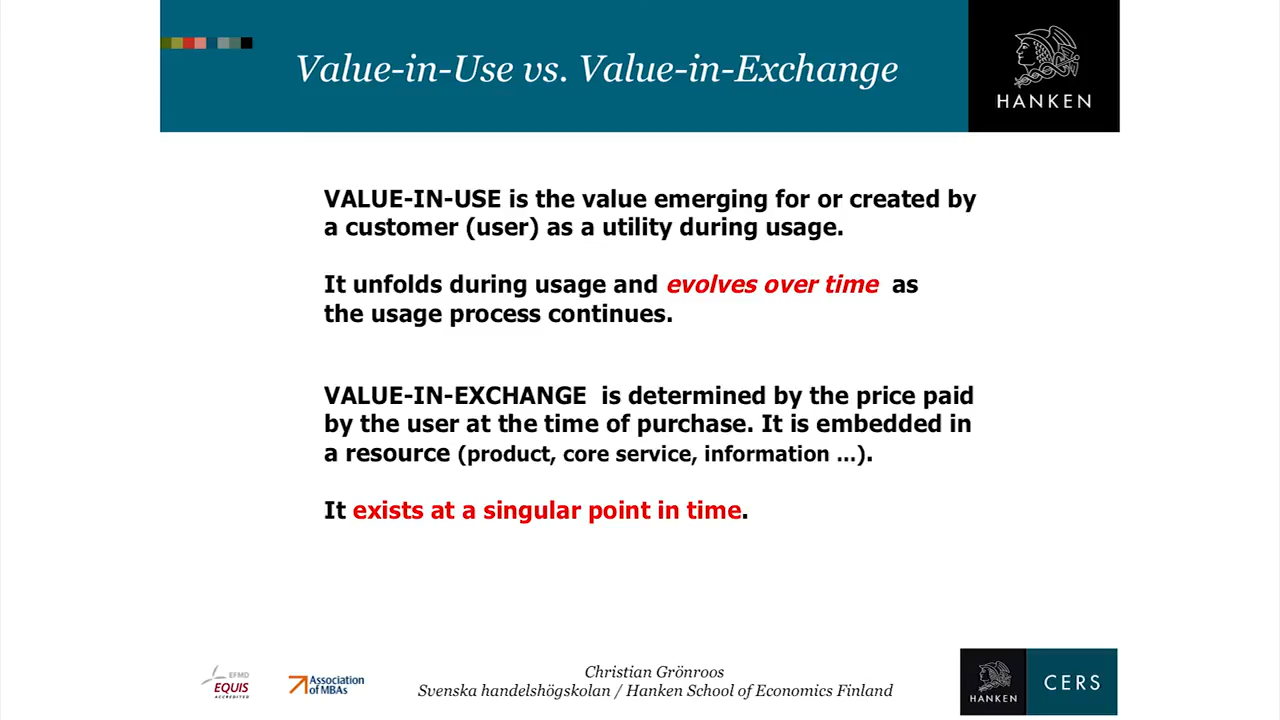 Value-in-Use vs. Value-in-Exchange
HANKEN
VALUE-IN-USE is the value emerging for or created by
a customer (user) as a utility during usage.
It unfolds during usage and evolves over time as
the usage process continues.
VALUE-IN-EXCHANGE is determined by the price paid
by the user at the time of purchase. It is embedded in
a resource (product, core service, information ...).
It exists at a singular point in time.
EFMD
EQUIS
ACCREDITED
Association
of MBAs
Christian Grönroos
Svenska handelshögskolan / Hanken School of Economics Finland
HANKEN
CERS